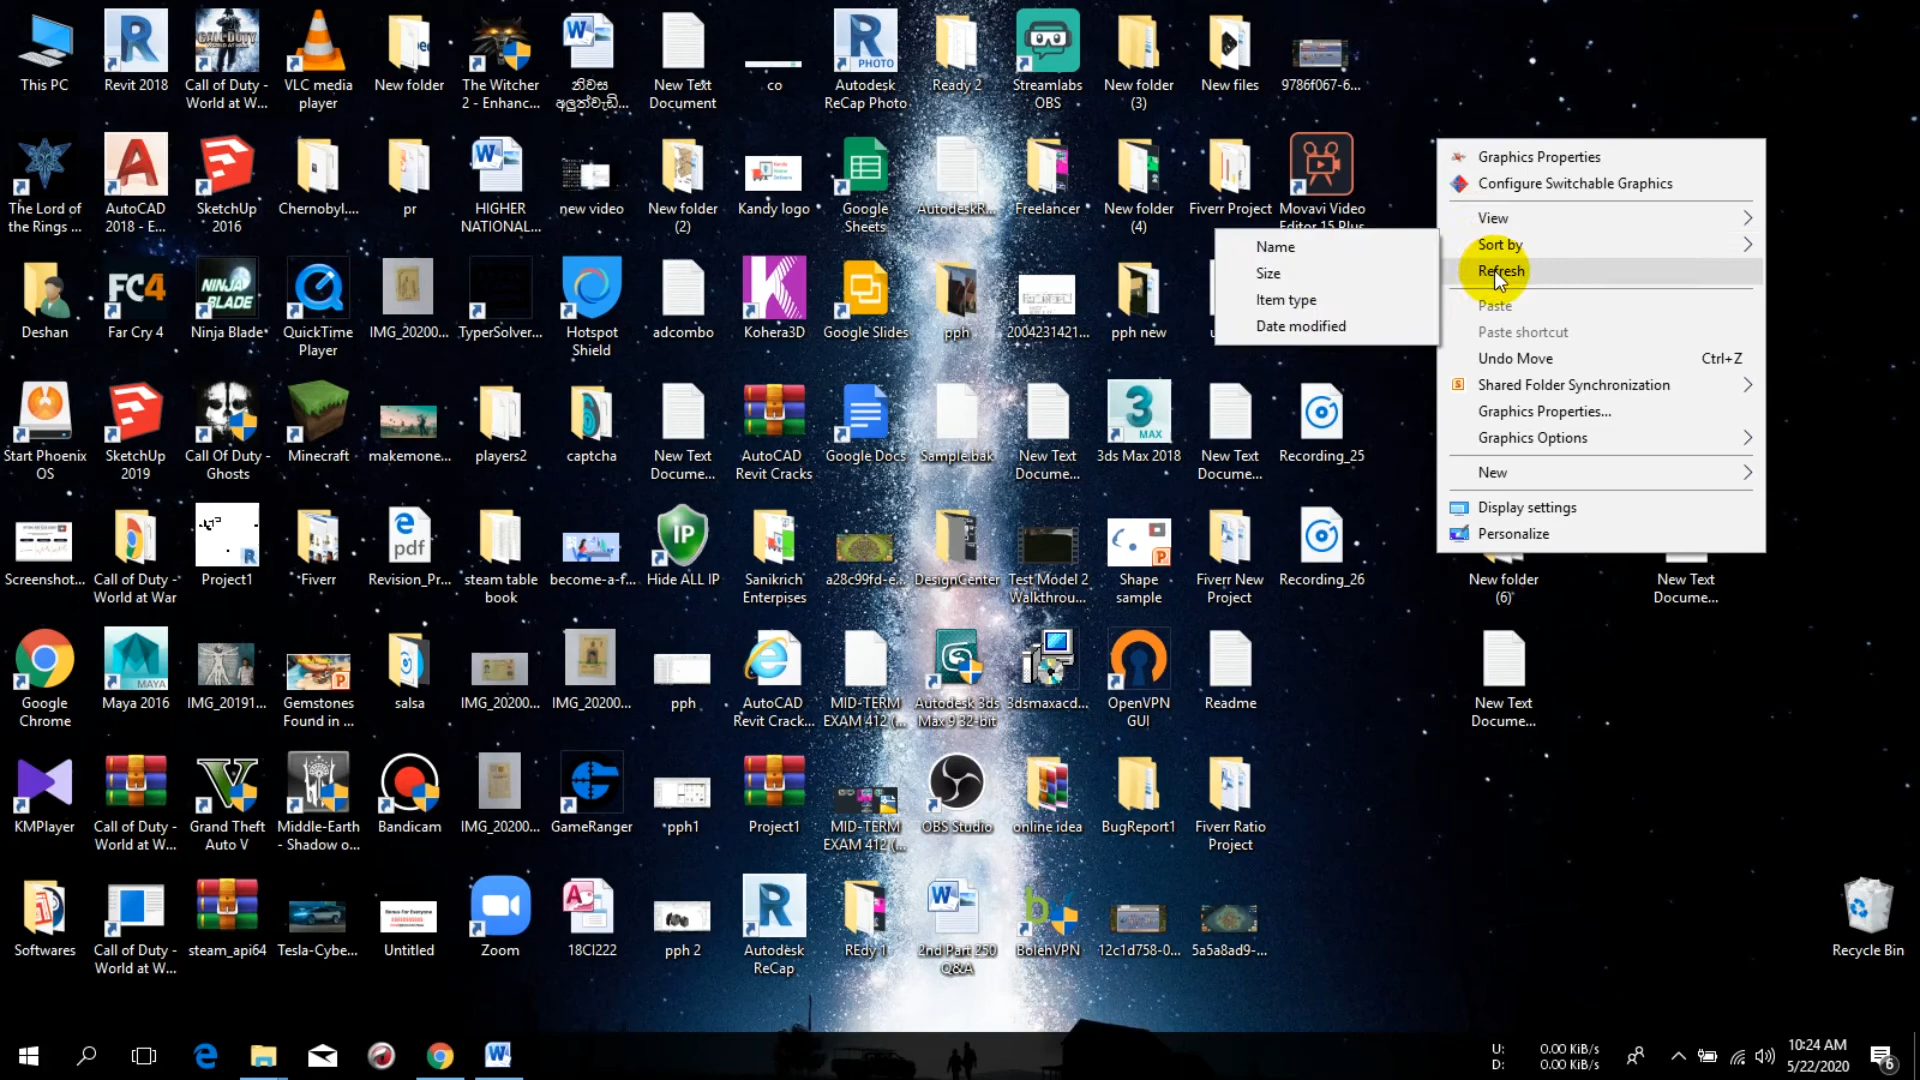 This PC
Revit 2018
Call of Duty -
World at W...
VLC media
player
New folder
The Witcher
2 - Enhanc...
නිවස
අලුත්වැඩි...
New Text
Document
co
Autodesk
ReCap Photo
Ready 2
Streamlabs
OBS
New folder
(3)
New files
9786f067-6...
The Lord of
the Rings ...
AutoCAD
2018 - E...
SketchUp
2016
Chernobyl....
pr
HIGHER
NATIONAL...
new video
New folder
(2)
Kandy logo
Google
Sheets
AutodeskR...
Freelancer
New folder
(4)
Fiverr Project
Movavi Video
Editor 15 Plus
Deshan
Far Cry 4
Ninja Blade
QuickTime
Player
IMG_20200...
TyperSolver...
Hotspot
Shield
adcombo
Kohera3D
Google Slides
pph
2004231421...
pph new
Start Phoenix
OS
SketchUp
2019
Call Of Duty -
Ghosts
Minecraft
makemone...
players2
captcha
New Text
Docume...
AutoCAD
Revit Cracks
Google Docs
Sample.bak
New Text
Docume...
3ds Max 2018
New Text
Docume...
Recording_25
Screenshot...
Call of Duty -
World at War
Project1
Fiverr
Revision_Pr...
steam table
book
become-a-f...
Hide ALL IP
Sanikrich
Enterpises
a28c99fd-e...
DesignCenter
Test Model 2
Walkthrou...
Shape
sample
Fiverr New
Project
Recording_26
New folder
(6)
New Text
Docume...
Google
Chrome
Maya 2016
IMG_20191...
Gemstones
Found in ...
salsa
IMG_20200...
IMG_20200...
pph
AutoCAD
Revit Crack...
MID-TERM
EXAM 412 (...
Autodesk 3ds
Max 9 32-bit
3dsmaxacd...
OpenVPN
GUI
Readme
New Text
Docume...
KMPlayer
Call of Duty -
World at W...
Grand Theft
Auto V
Middle-Earth
- Shadow o...
Bandicam
IMG_20200...
GameRanger
pph1
Project1
MID-TERM
EXAM 412 (...
OBS Studio
online idea
BugReport1
Fiverr Ratio
Project
Softwares
Call of Duty -
World at W...
steam_api64
Tesla-Cybe...
Untitled
Zoom
18CI222
pph 2
Autodesk
ReCap
REdy 1
2nd Part 250
Q&A
BolehVPN
12c1d758-0...
5a5a8ad9-...
Recycle Bin
Graphics Properties
Configure Switchable Graphics
View
Sort by
Refresh
Paste
Paste shortcut
Undo Move Ctrl+Z
Shared Folder Synchronization
Graphics Properties...
Graphics Options
New
Display settings
Personalize
Name
Size
Item type
Date modified
U: 0.00 KiB/s
D: 0.00 KiB/s
10:24 AM
5/22/2020
6